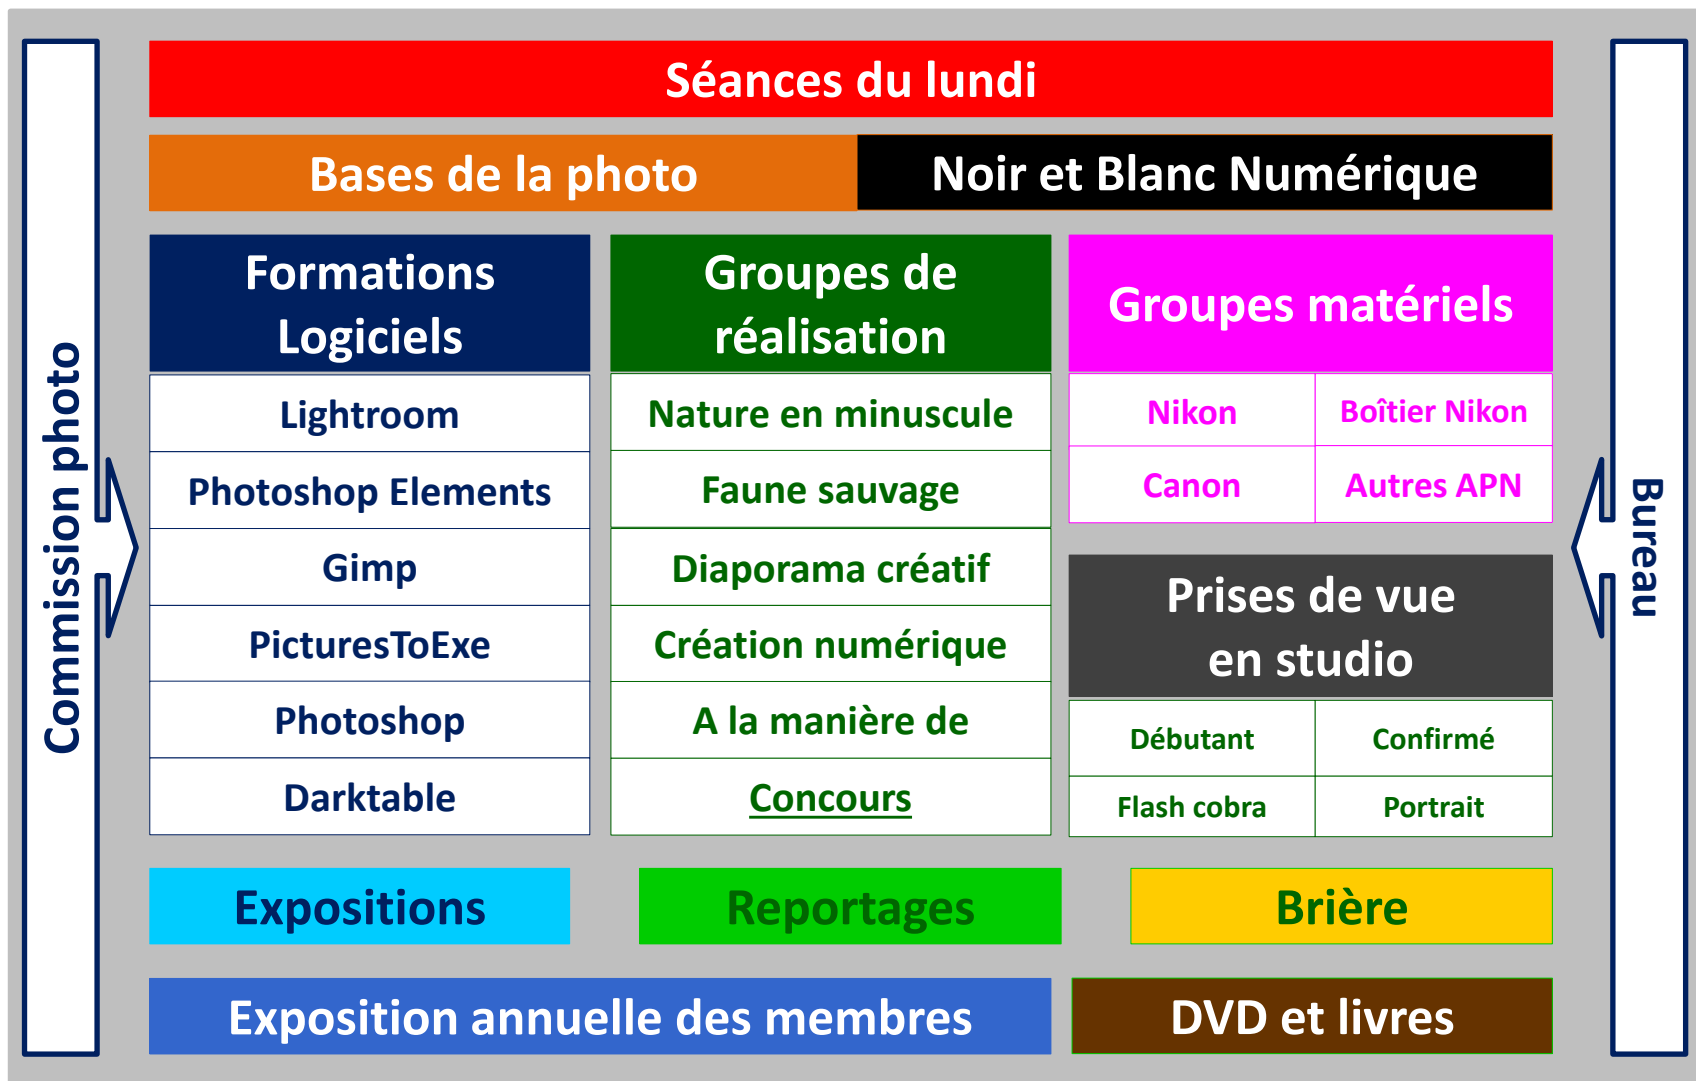 Séances du lundi
Bases de la photo
Noir et Blanc Numérique
Formations
Logiciels
Lightroom
Photoshop Elements
Gimp
PicturesToExe
Photoshop
Darktable
Groupes de
réalisation
Nature en minuscule
Faune sauvage
Diaporama créatif
Création numérique
A la manière de
Concours
Groupes matériels
Nikon
Boîtier Nikon
Canon
Autres APN
Prises de vue
en studio
Débutant
Confirmé
Flash cobra
Portrait
Expositions
Reportages
Brière
Exposition annuelle des membres
DVD et livres
Commission photo
Bureau